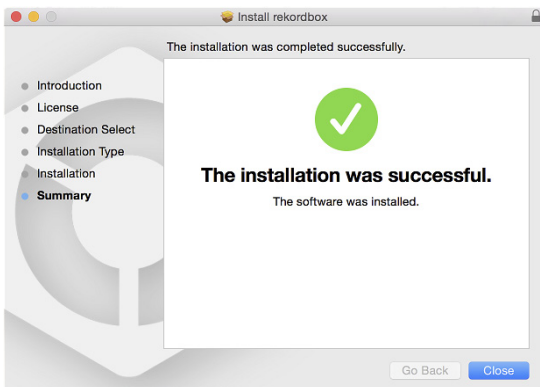 Install rekordbox
The installation was completed successfully.
Introduction
License
Destination Select
Installation Type
Installation
Summary
The installation was successful.
The software was installed.
Go Back
Close